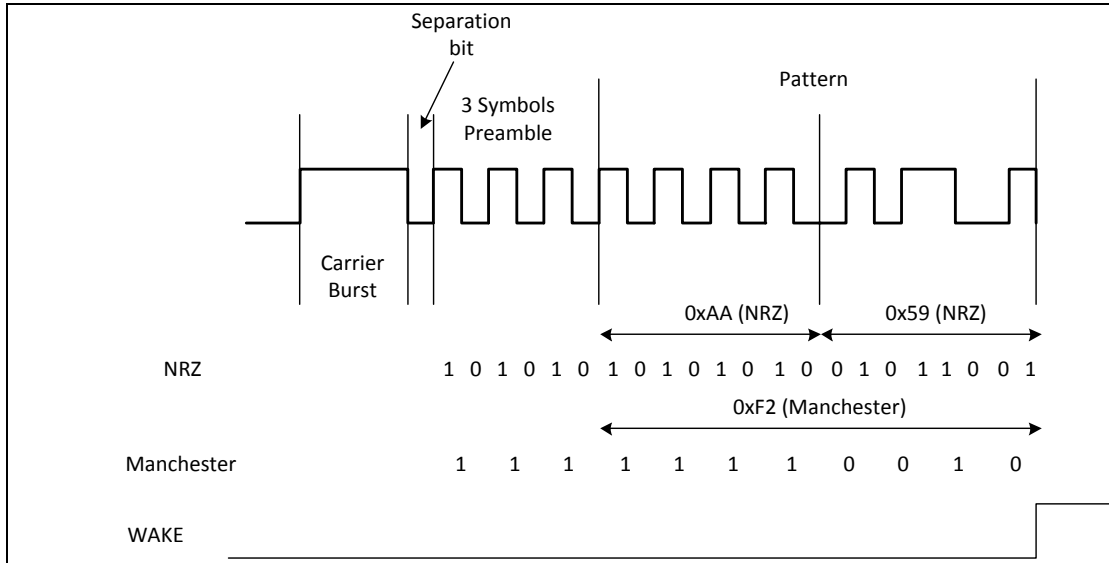 Separation
bit
3 Symbols
Preamble
Pattern
Carrier
Burst
0xAA (NRZ)
0x59 (NRZ)
NRZ
1 0 1 0 1 0 1 0 1 0 1 0 1 0 0 1 0 1 1 0 0 1
0xF2 (Manchester)
Manchester
1 1 1 1 1 1 1 0 0 1 0
WAKE